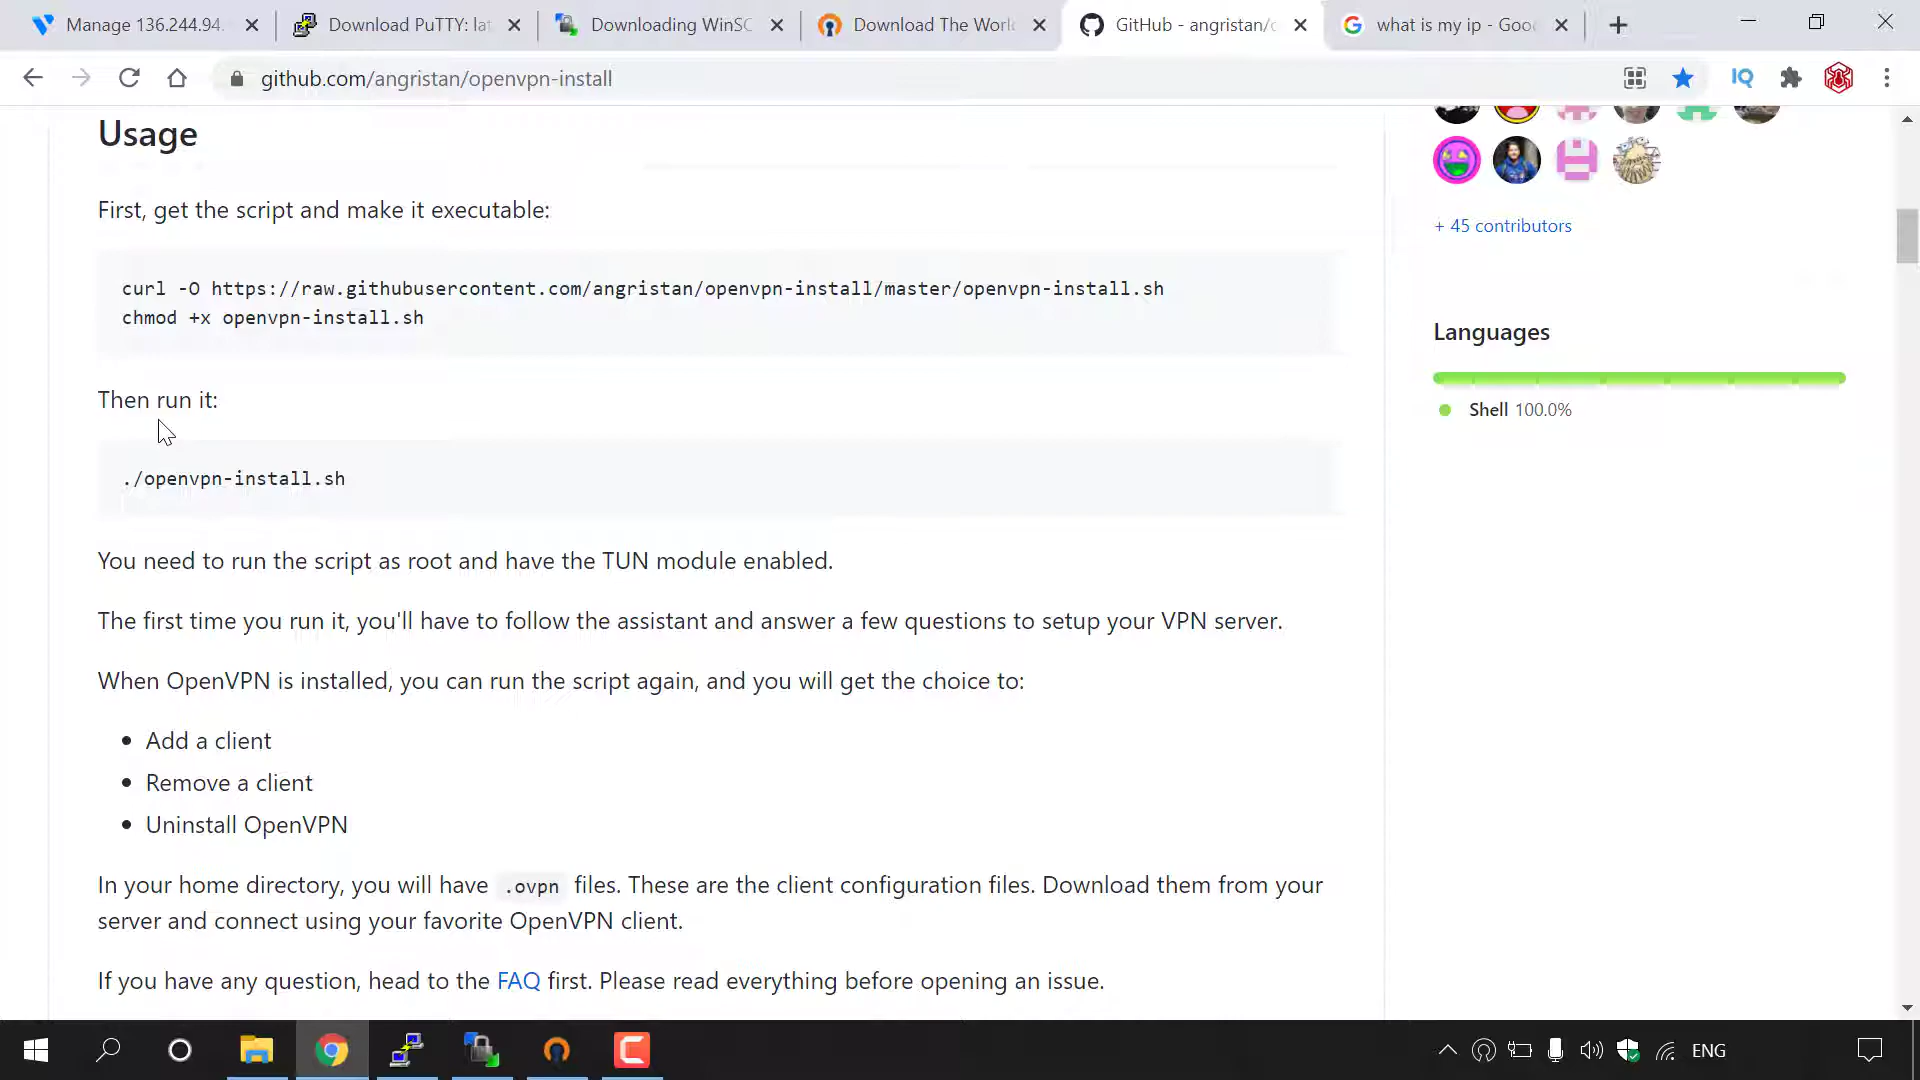 Manage 136.244.94.
Download PuTTY: lat
Downloading WinSC
Download The World
GitHub - angristan/o
what is my ip - Goo
github.com/angristan/openvpn-install
IQ
Usage
First, get the script and make it executable:
curl -O https://raw.githubusercontent.com/angristan/openvpn-install/master/openvpn-install.sh
chmod +x openvpn-install.sh
Then run it:
./openvpn-install.sh
You need to run the script as root and have the TUN module enabled.
The first time you run it, you'll have to follow the assistant and answer a few questions to setup your VPN server.
When OpenVPN is installed, you can run the script again, and you will get the choice to:
• Add a client
• Remove a client
• Uninstall OpenVPN
In your home directory, you will have .ovpn files. These are the client configuration files. Download them from your
server and connect using your favorite OpenVPN client.
If you have any question, head to the FAQ first. Please read everything before opening an issue.
+ 45 contributors
Languages
Shell 100.0%
ENG